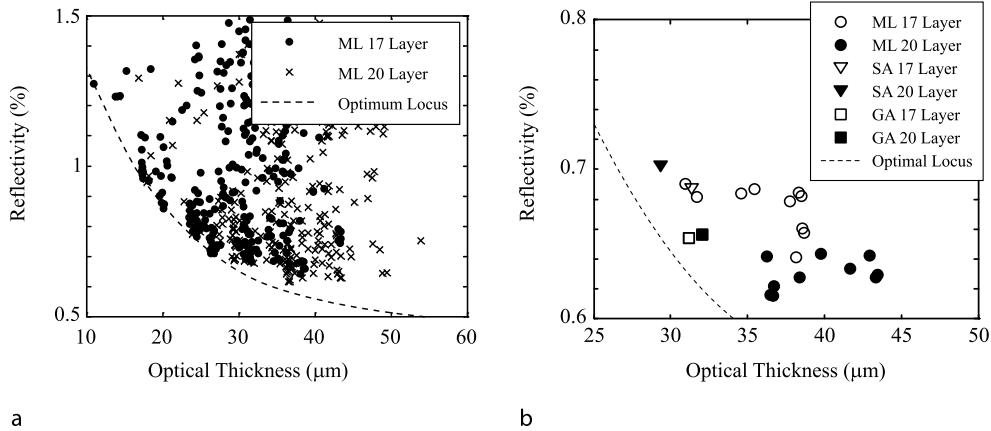 1.5
1
0.5
10
20
30
40
50
60
Reflectivity (%)
Optical Thickness (μm)
ML 17 Layer
ML 20 Layer
Optimum Locus
a
0.8
0.7
0.6
25
30
35
40
45
50
Reflectivity (%)
Optical Thickness (μm)
ML 17 Layer
ML 20 Layer
SA 17 Layer
SA 20 Layer
GA 17 Layer
GA 20 Layer
Optimal Locus
b